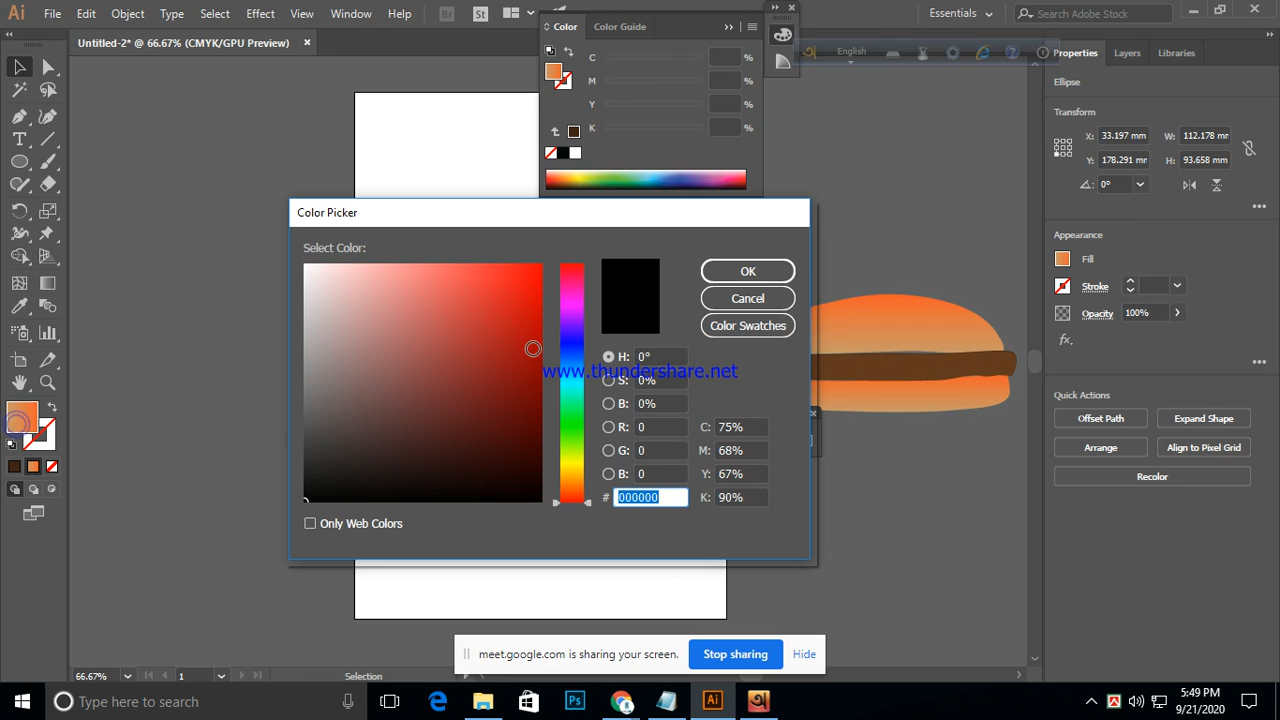 Ai File Edit Object Type Select Effect View Window Help Br St Essentials Search Adobe Stock
Untitled-2* @ 66.67% (CMYK/GPU Preview) ×
Color Color Guide
C %
M %
Y %
K %
English
Properties Layers Libraries
Ellipse
Transform
X: 33.197 mm W: 112.178 mm
Y: 178.291 mm H: 93.658 mm
0°
Appearance
Fill
Stroke
Opacity 100%
fx.
Quick Actions
Offset Path Expand Shape
Arrange Align to Pixel Grid
Recolor
Color Picker
Select Color:
OK
Cancel
Color Swatches
H: 0°
www.thundershare.net
S: 0%
B: 0%
R: 0 C: 75%
G: 0 M: 68%
B: 0 Y: 67%
# 000000 K: 90%
Only Web Colors
meet.google.com is sharing your screen. Stop sharing Hide
66.67% 1 Selection
Type here to search
Ps Ai
5:49 PM
9/21/2020